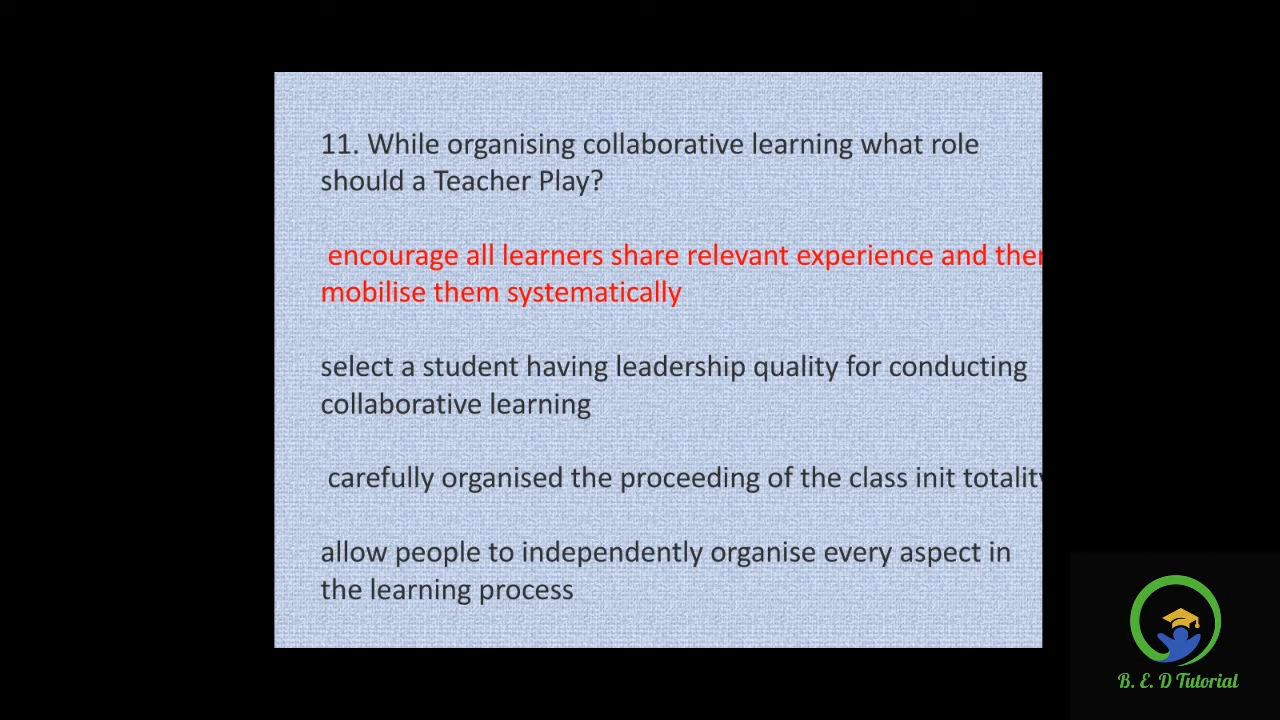 11. While organising collaborative learning what role
should a Teacher Play?
encourage all learners share relevant experience and
mobilise them systematically
select a student having leadership quality for conducting
collaborative learning
carefully organised the proceeding of the class init totality
allow people to independently organise every aspect in
the learning process
B. E. D Tutorial